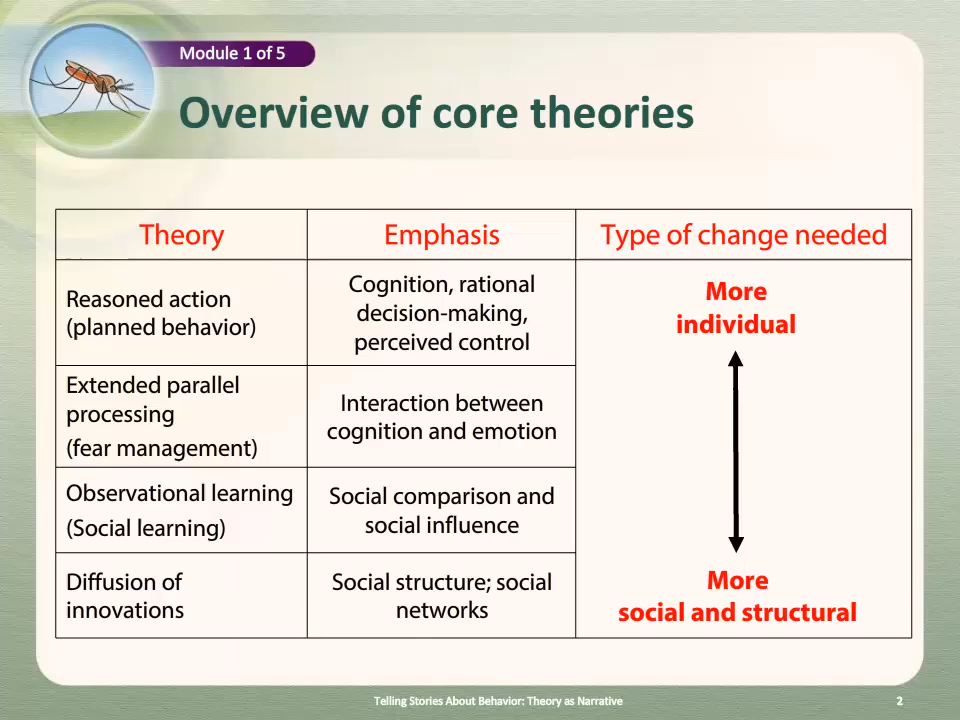 Module 1 of 5
Overview of core theories
Theory
Emphasis
Type of change needed
Reasoned action
(planned behavior)
Cognition, rational
decision-making,
perceived control
More
individual
Extended parallel
processing
(fear management)
Interaction between
cognition and emotion
Observational learning
(Social learning)
Social comparison and
social influence
Diffusion of
innovations
Social structure; social
networks
More
social and structural
Telling Stories About Behavior: Theory as Narrative
2